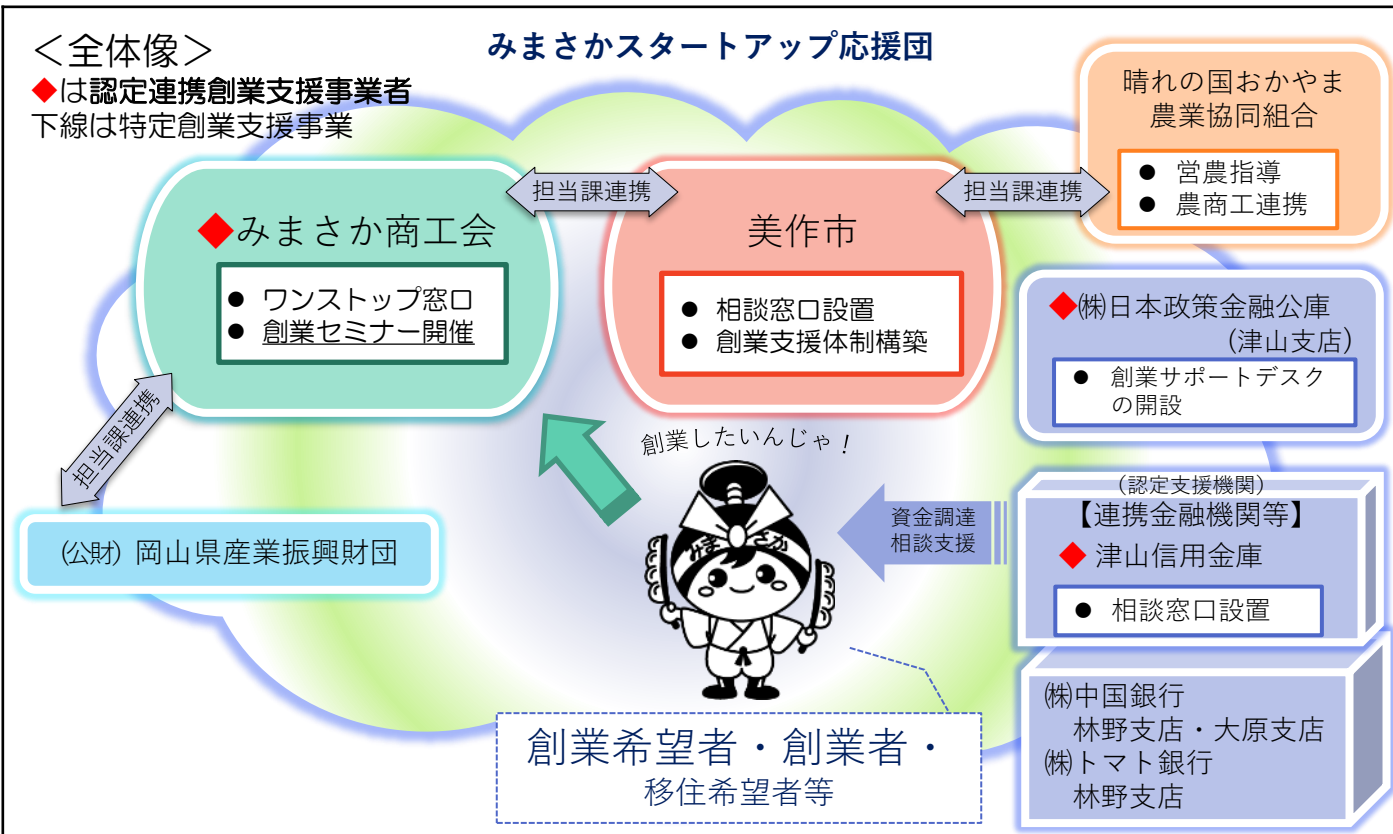 ＜全体像＞
◆は認定連携創業支援事業者
下線は特定創業支援事業
みまさかスタートアップ応援団
晴れの国おかやま
農業協同組合
● 営農指導
● 農商工連携
担当課連携
担当課連携
◆みまさか商工会
● ワンストップ窓口
● 創業セミナー開催
美作市
● 相談窓口設置
● 創業支援体制構築
◆㈱日本政策金融公庫
(津山支店)
● 創業サポートデスク
の開設
担当課連携
(公財) 岡山県産業振興財団
創業したいんじゃ！
みまさか
資金調達
相談支援
(認定支援機関)
【連携金融機関等】
◆ 津山信用金庫
● 相談窓口設置
㈱中国銀行
林野支店・大原支店
㈱トマト銀行
林野支店
創業希望者・創業者・
移住希望者等